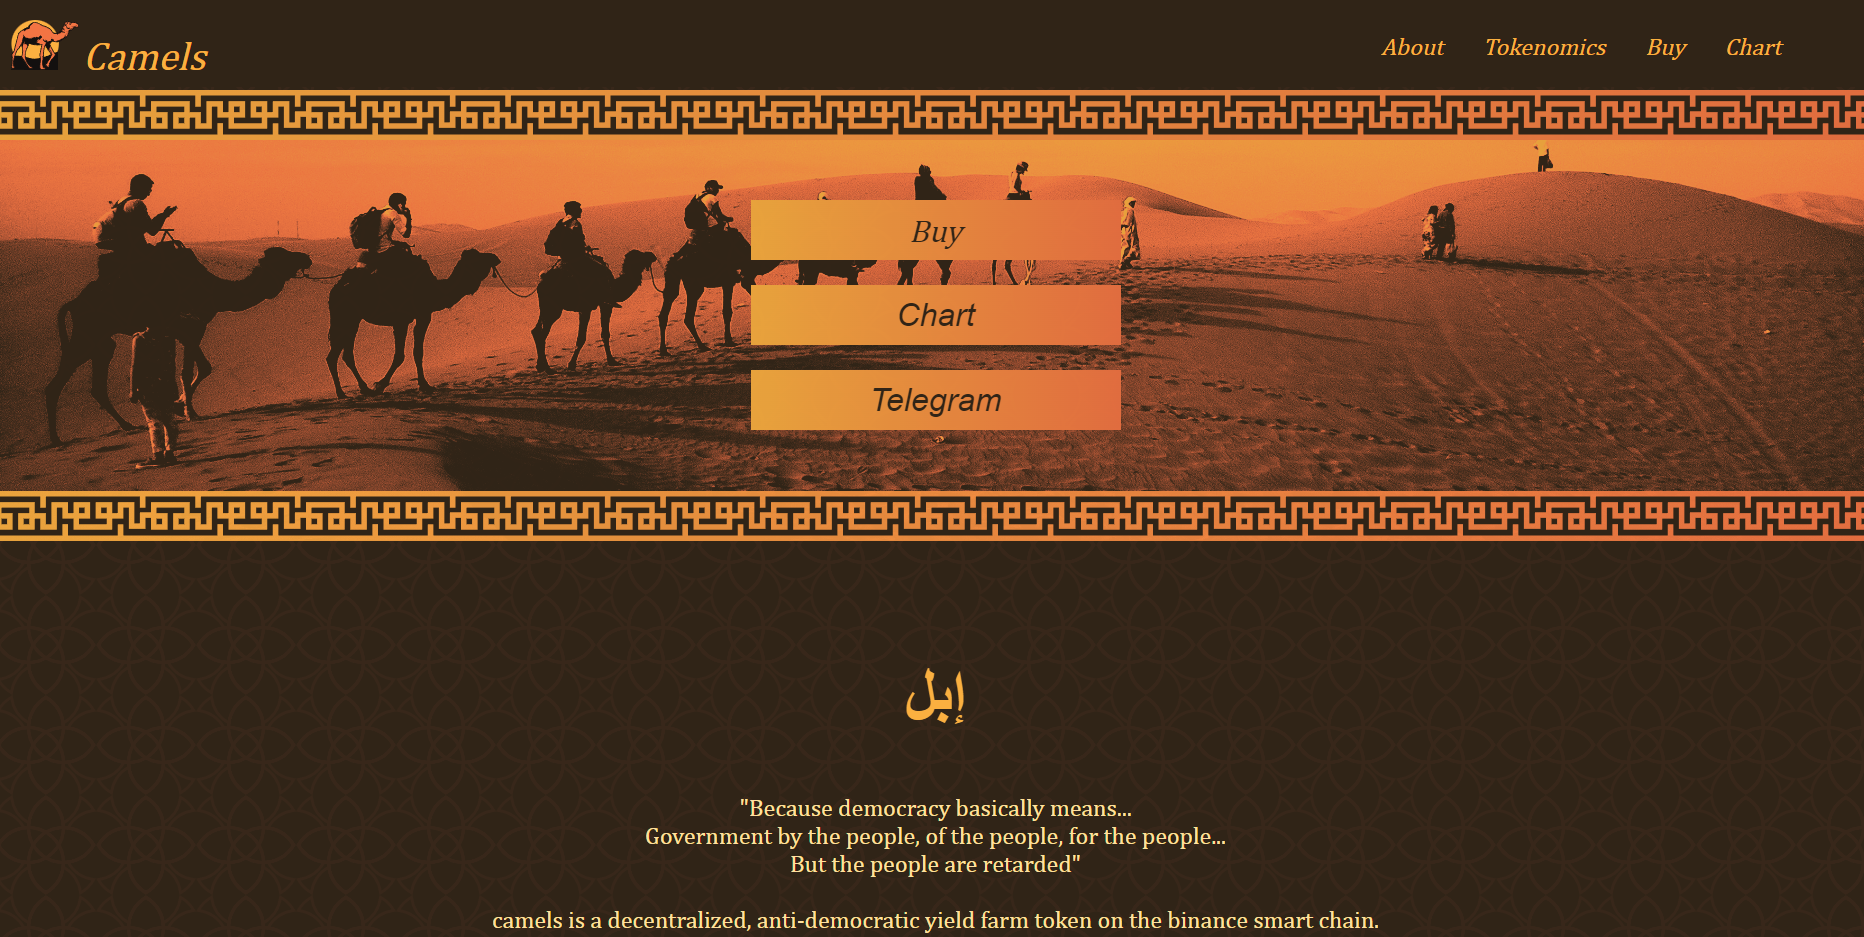 Camels
About Tokenomics Buy Chart
Buy
Chart
Telegram
إبل
"Because democracy basically means...
Government by the people, of the people, for the people...
But the people are retarded"
camels is a decentralized, anti-democratic yield farm token on the binance smart chain.